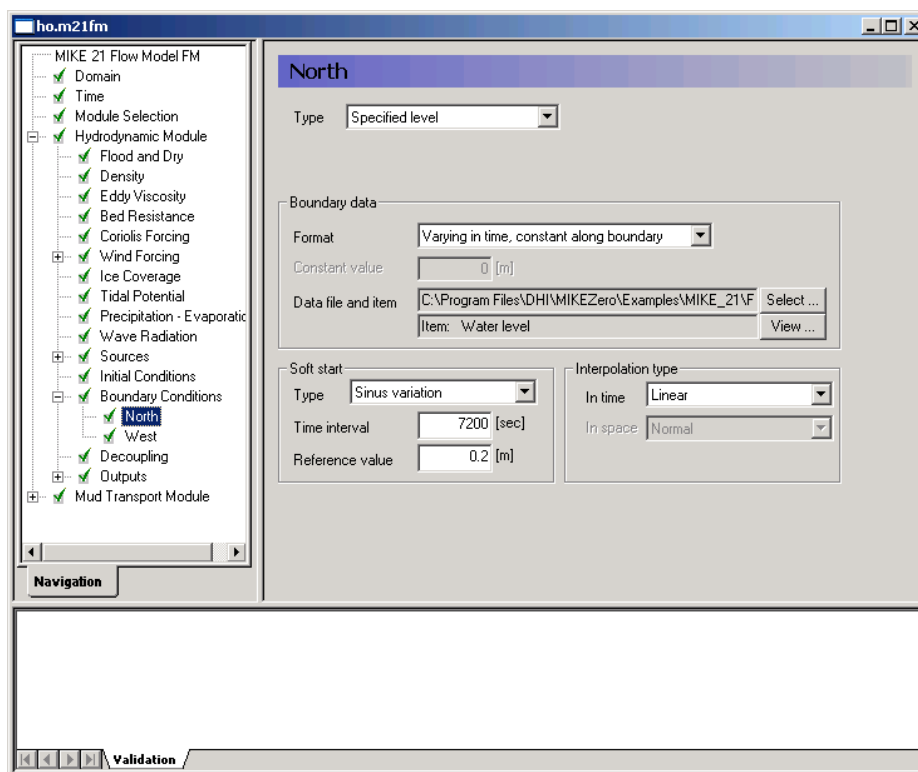 ho.m21fm
MIKE 21 Flow Model FM
Domain
Time
Module Selection
Hydrodynamic Module
Flood and Dry
Density
Eddy Viscosity
Bed Resistance
Coriolis Forcing
Wind Forcing
Ice Coverage
Tidal Potential
Precipitation - Evaporatic
Wave Radiation
Sources
Initial Conditions
Boundary Conditions
North
West
Decoupling
Outputs
Mud Transport Module
Navigation
North
Type Specified level
Boundary data
Format Varying in time, constant along boundary
Constant value 0 [m]
Data file and item C:\Program Files\DHI\MIKEZero\Examples\MIKE_21\F Select ...
Item: Water level View ...
Soft start
Type Sinus variation
Time interval 7200 [sec]
Reference value 0.2 [m]
Interpolation type
In time Linear
In space Normal
Validation